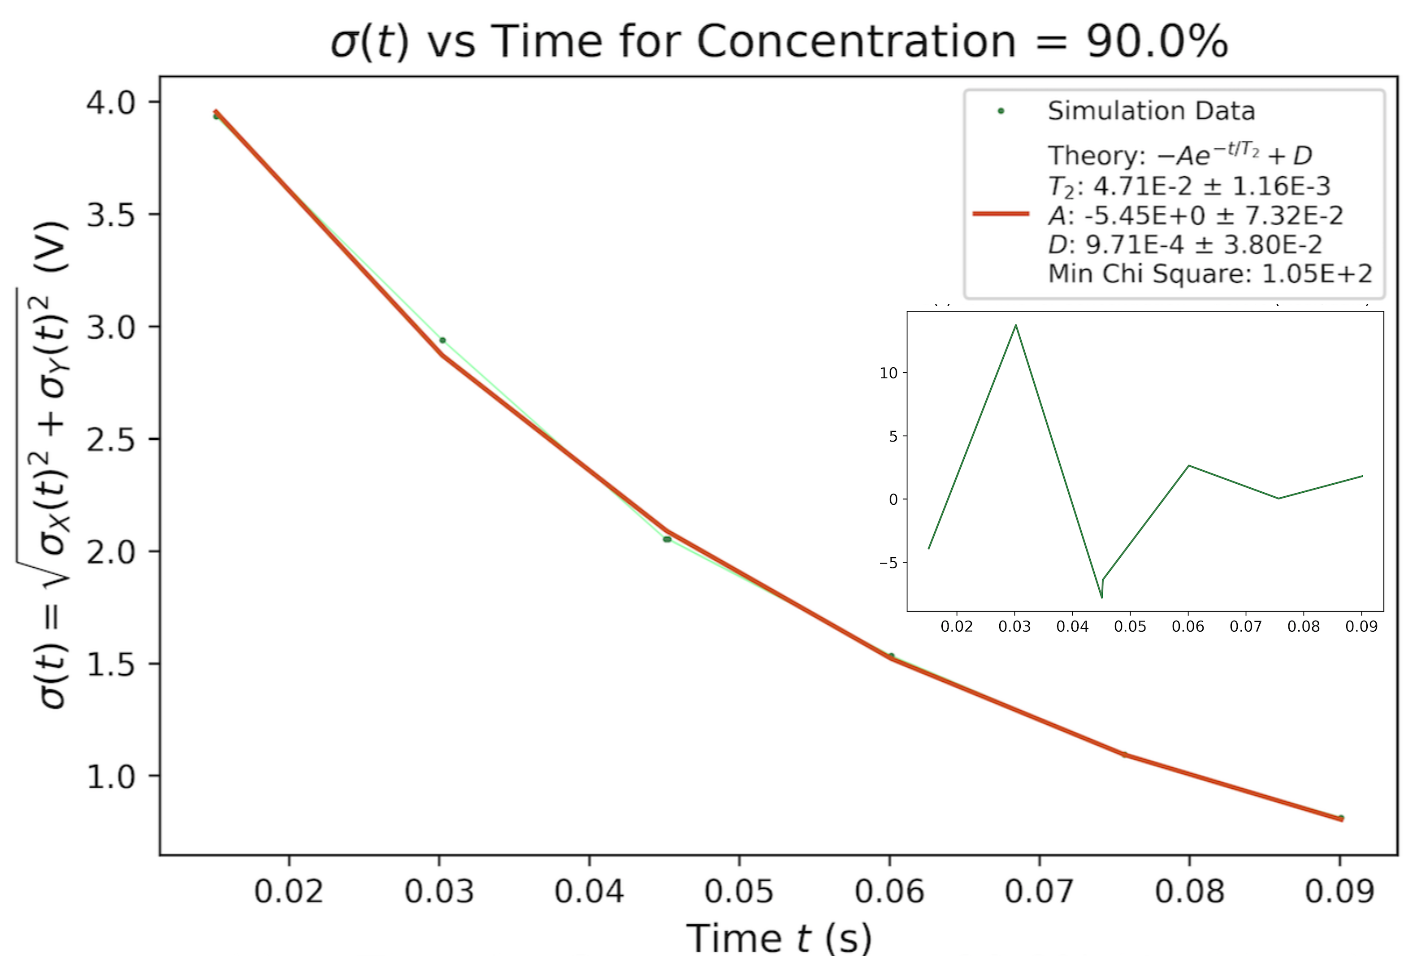 σ(t) vs Time for Concentration = 90.0%
σ(t) = √σ_X(t)² + σ_Y(t)² (V)
4.0
3.5
3.0
2.5
2.0
1.5
1.0
Simulation Data
Theory: −Ae^{−t/T₂} + D
T₂: 4.71E-2 ± 1.16E-3
A: -5.45E+0 ± 7.32E-2
D: 9.71E-4 ± 3.80E-2
Min Chi Square: 1.05E+2
10
5
0
−5
0.02 0.03 0.04 0.05 0.06 0.07 0.08 0.09
0.02 0.03 0.04 0.05 0.06 0.07 0.08 0.09
Time t (s)